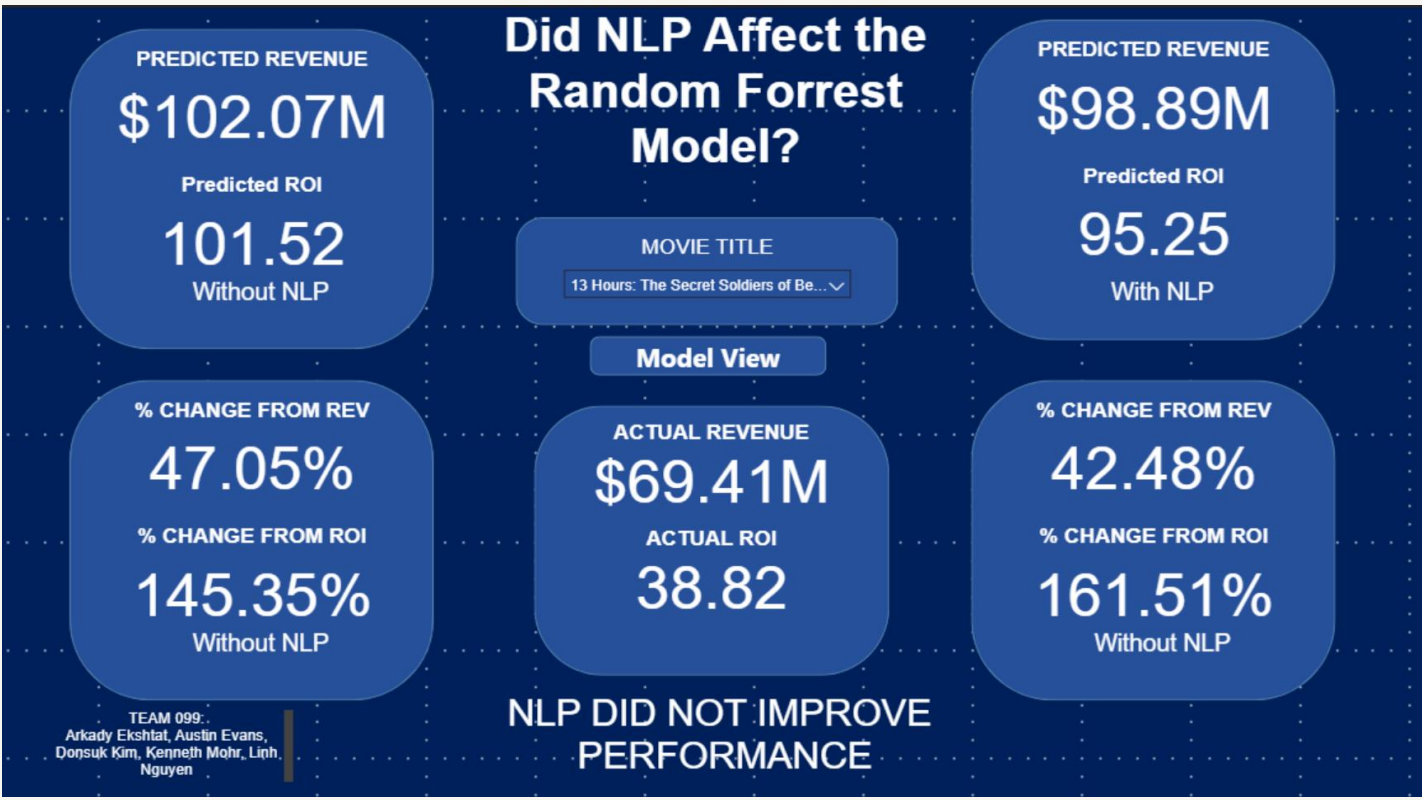 Did NLP Affect the
Random Forrest
Model?
PREDICTED REVENUE
$102.07M
Predicted ROI
101.52
Without NLP
PREDICTED REVENUE
$98.89M
Predicted ROI
95.25
With NLP
MOVIE TITLE
13 Hours: The Secret Soldiers of Be...
Model View
% CHANGE FROM REV
47.05%
% CHANGE FROM ROI
145.35%
Without NLP
ACTUAL REVENUE
$69.41M
ACTUAL ROI
38.82
% CHANGE FROM REV
42.48%
% CHANGE FROM ROI
161.51%
Without NLP
NLP DID NOT IMPROVE
PERFORMANCE
TEAM 099:
Arkady Ekshtat, Austin Evans,
Donsuk Kim, Kenneth Mohr, Linh
Nguyen